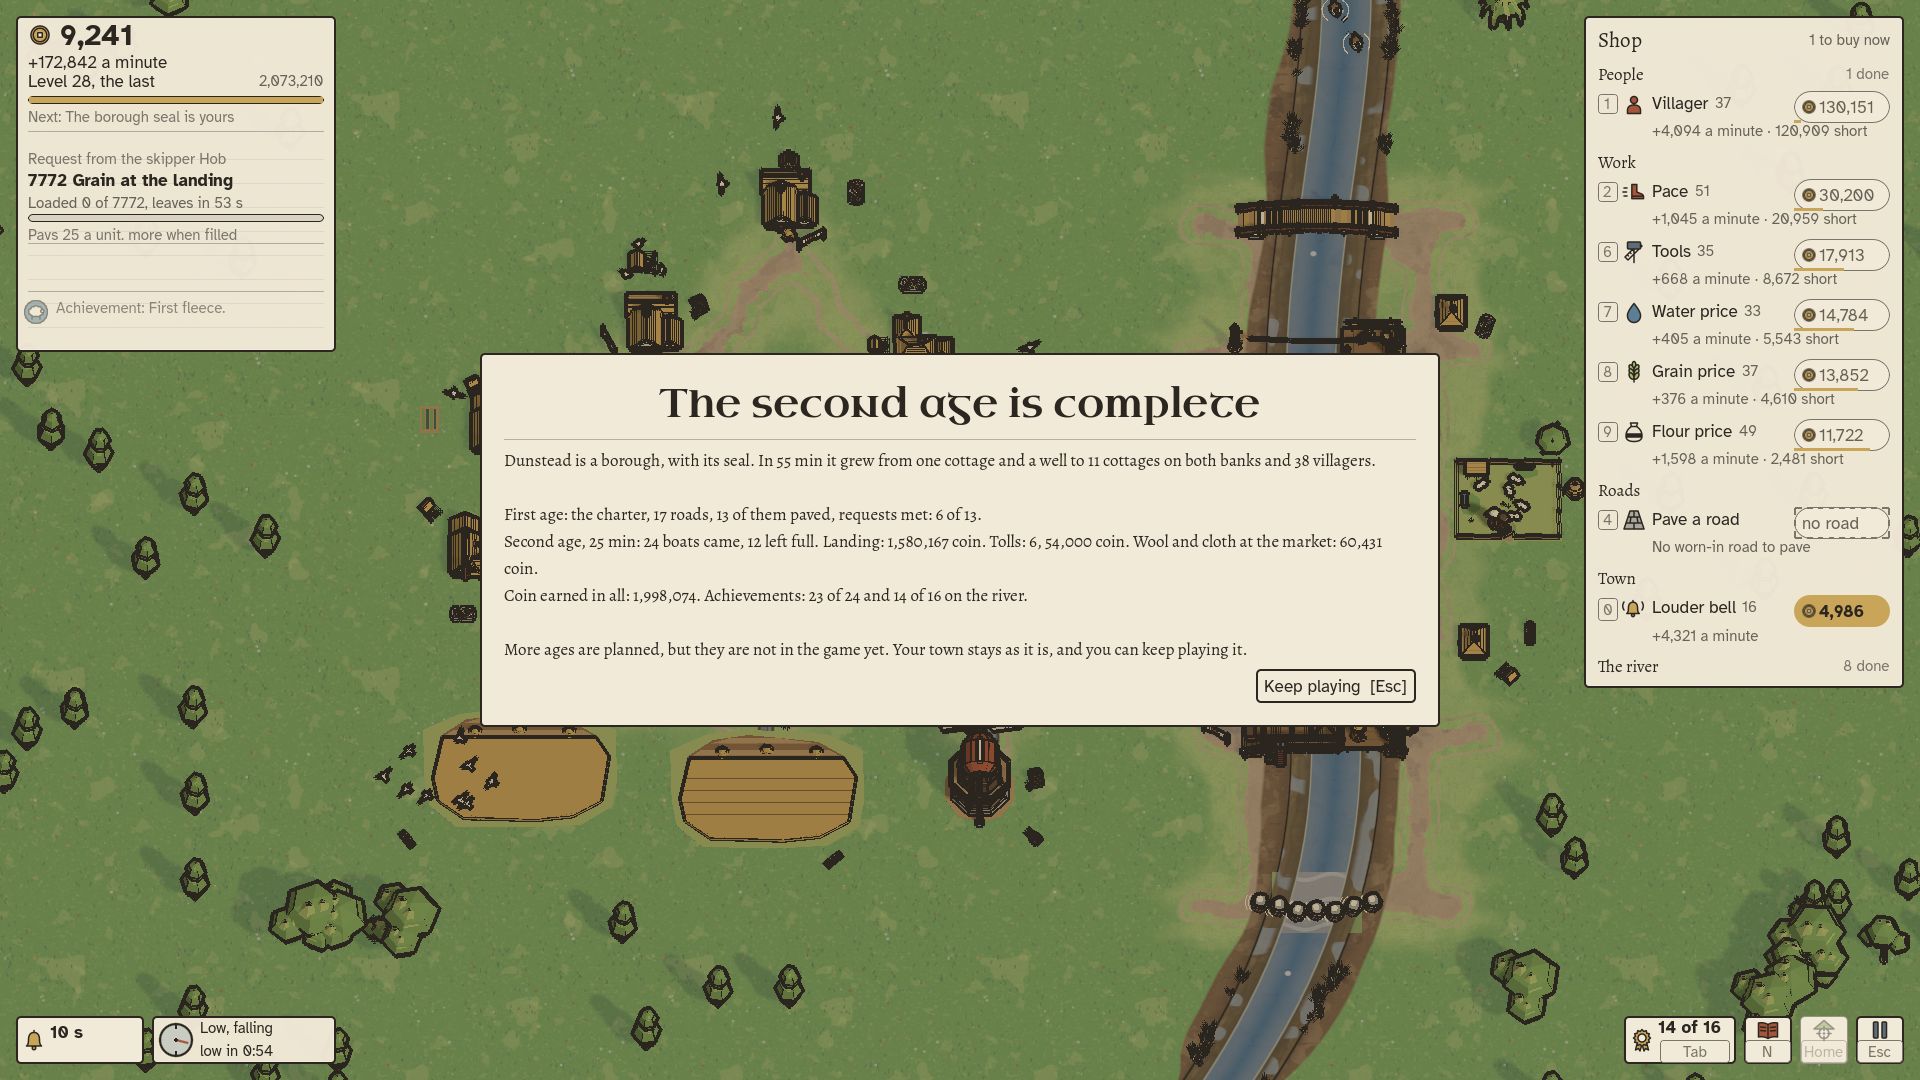 9,241
+172,842 a minute
Level 28, the last 2,073,210
Next: The borough seal is yours
Request from the skipper Hob
7772 Grain at the landing
Loaded 0 of 7772, leaves in 53 s
Pays 25 a unit. more when filled
Achievement: First fleece.
Shop 1 to buy now
People 1 done
1 Villager 37 130,151
+4,094 a minute · 120,909 short
Work
2 Pace 51 30,200
+1,045 a minute · 20,959 short
6 Tools 35 17,913
+668 a minute · 8,672 short
7 Water price 33 14,784
+405 a minute · 5,543 short
8 Grain price 37 13,852
+376 a minute · 4,610 short
9 Flour price 49 11,722
+1,598 a minute · 2,481 short
Roads
4 Pave a road no road
No worn-in road to pave
Town
0 Louder bell 16 4,986
+4,321 a minute
The river 8 done
The second age is complete
Dunstead is a borough, with its seal. In 55 min it grew from one cottage and a well to 11 cottages on both banks and 38 villagers.
First age: the charter, 17 roads, 13 of them paved, requests met: 6 of 13.
Second age, 25 min: 24 boats came, 12 left full. Landing: 1,580,167 coin. Tolls: 6, 54,000 coin. Wool and cloth at the market: 60,431
coin.
Coin earned in all: 1,998,074. Achievements: 23 of 24 and 14 of 16 on the river.
More ages are planned, but they are not in the game yet. Your town stays as it is, and you can keep playing it.
Keep playing [Esc]
10 s
Low, falling
low in 0:54
14 of 16
Tab
N
Home
Esc